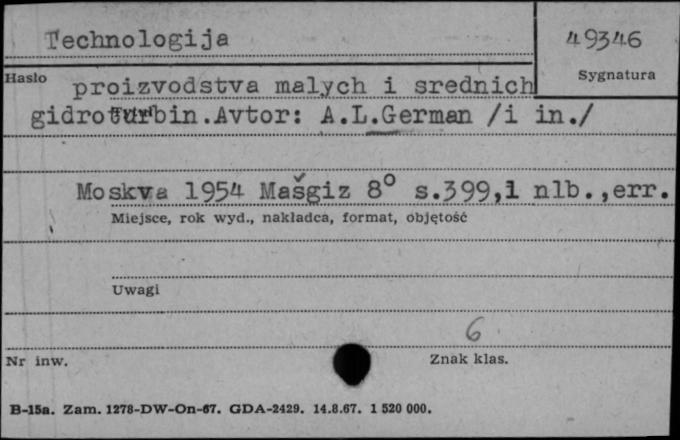 Technologija
49346
Sygnatura
Hasło
proizvodstva malych i srednich
gidroturbin.Avtor: A.L.German /i in./
Moskva 1954 Mašgiz 8° s.399,1 nlb.,err.
Miejsce, rok wyd., nakładca, format, objętość
Uwagi
6
Nr inw.
Znak klas.
B-15a. Zam. 1278-DW-On-67. GDA-2429. 14.8.67. 1 520 000.